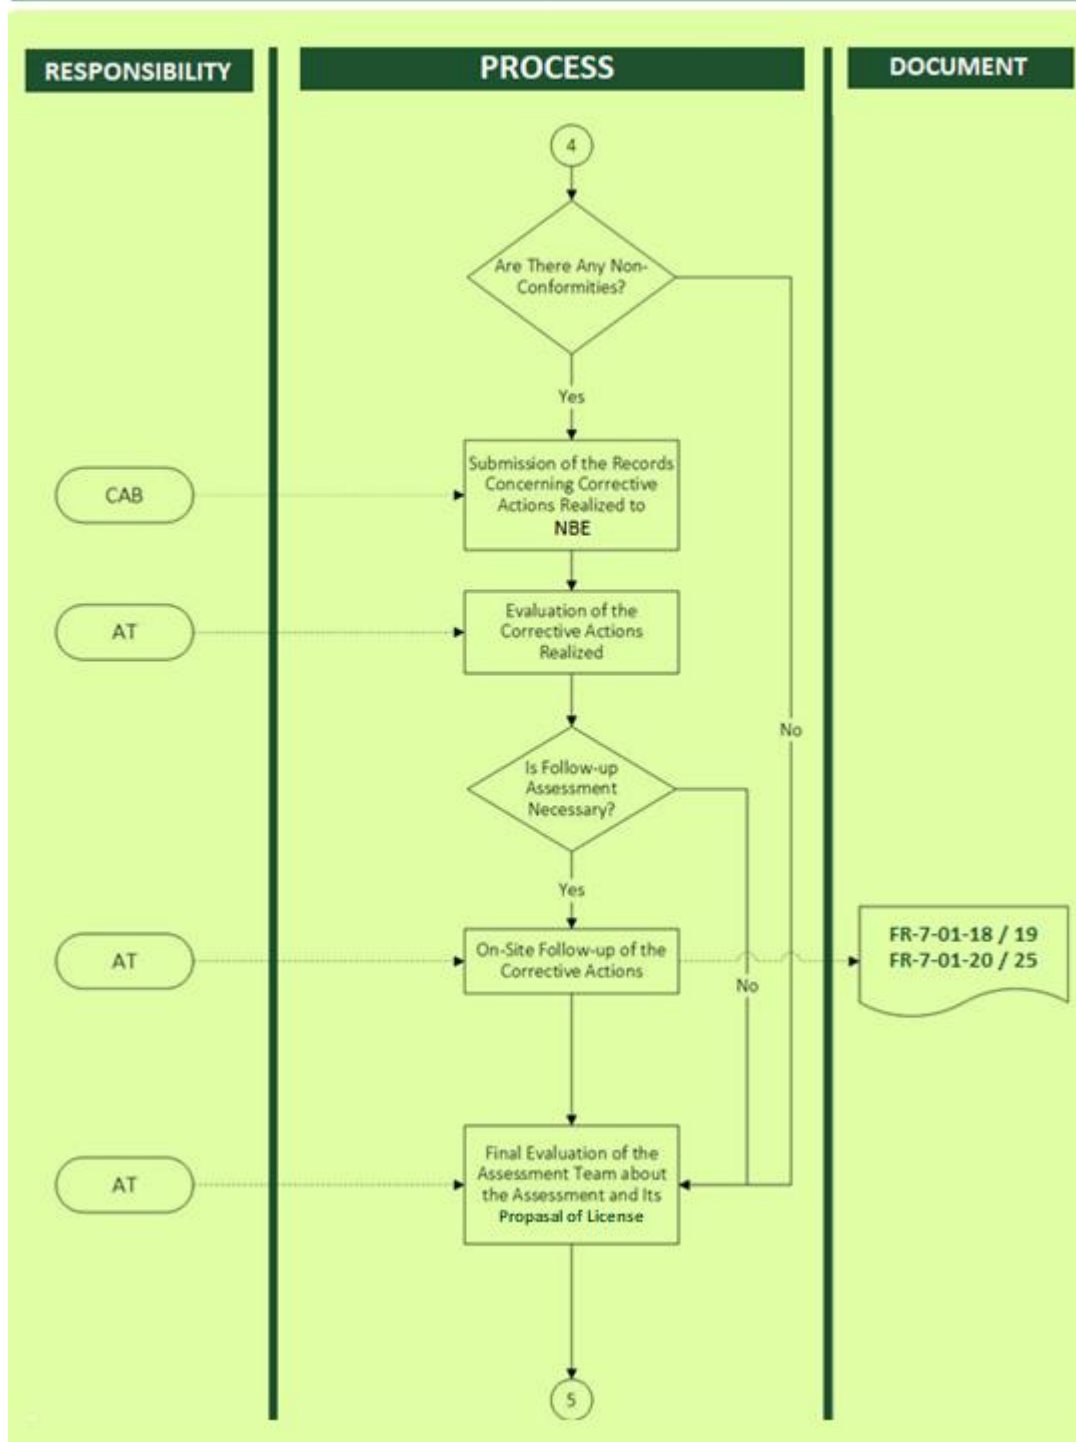 RESPONSIBILITY
PROCESS
DOCUMENT
4
Are There Any Non-
Conformities?
Yes
Submission of the Records
Concerning Corrective
Actions Realized to
NBE
CAB
Evaluation of the
Corrective Actions
Realized
AT
No
Is Follow-up
Assessment
Necessary?
Yes
On-Site Follow-up of the
Corrective Actions
AT
FR-7-01-18 / 19
FR-7-01-20 / 25
No
Final Evaluation of the
Assessment Team about
the Assessment and Its
Propasal of License
AT
5